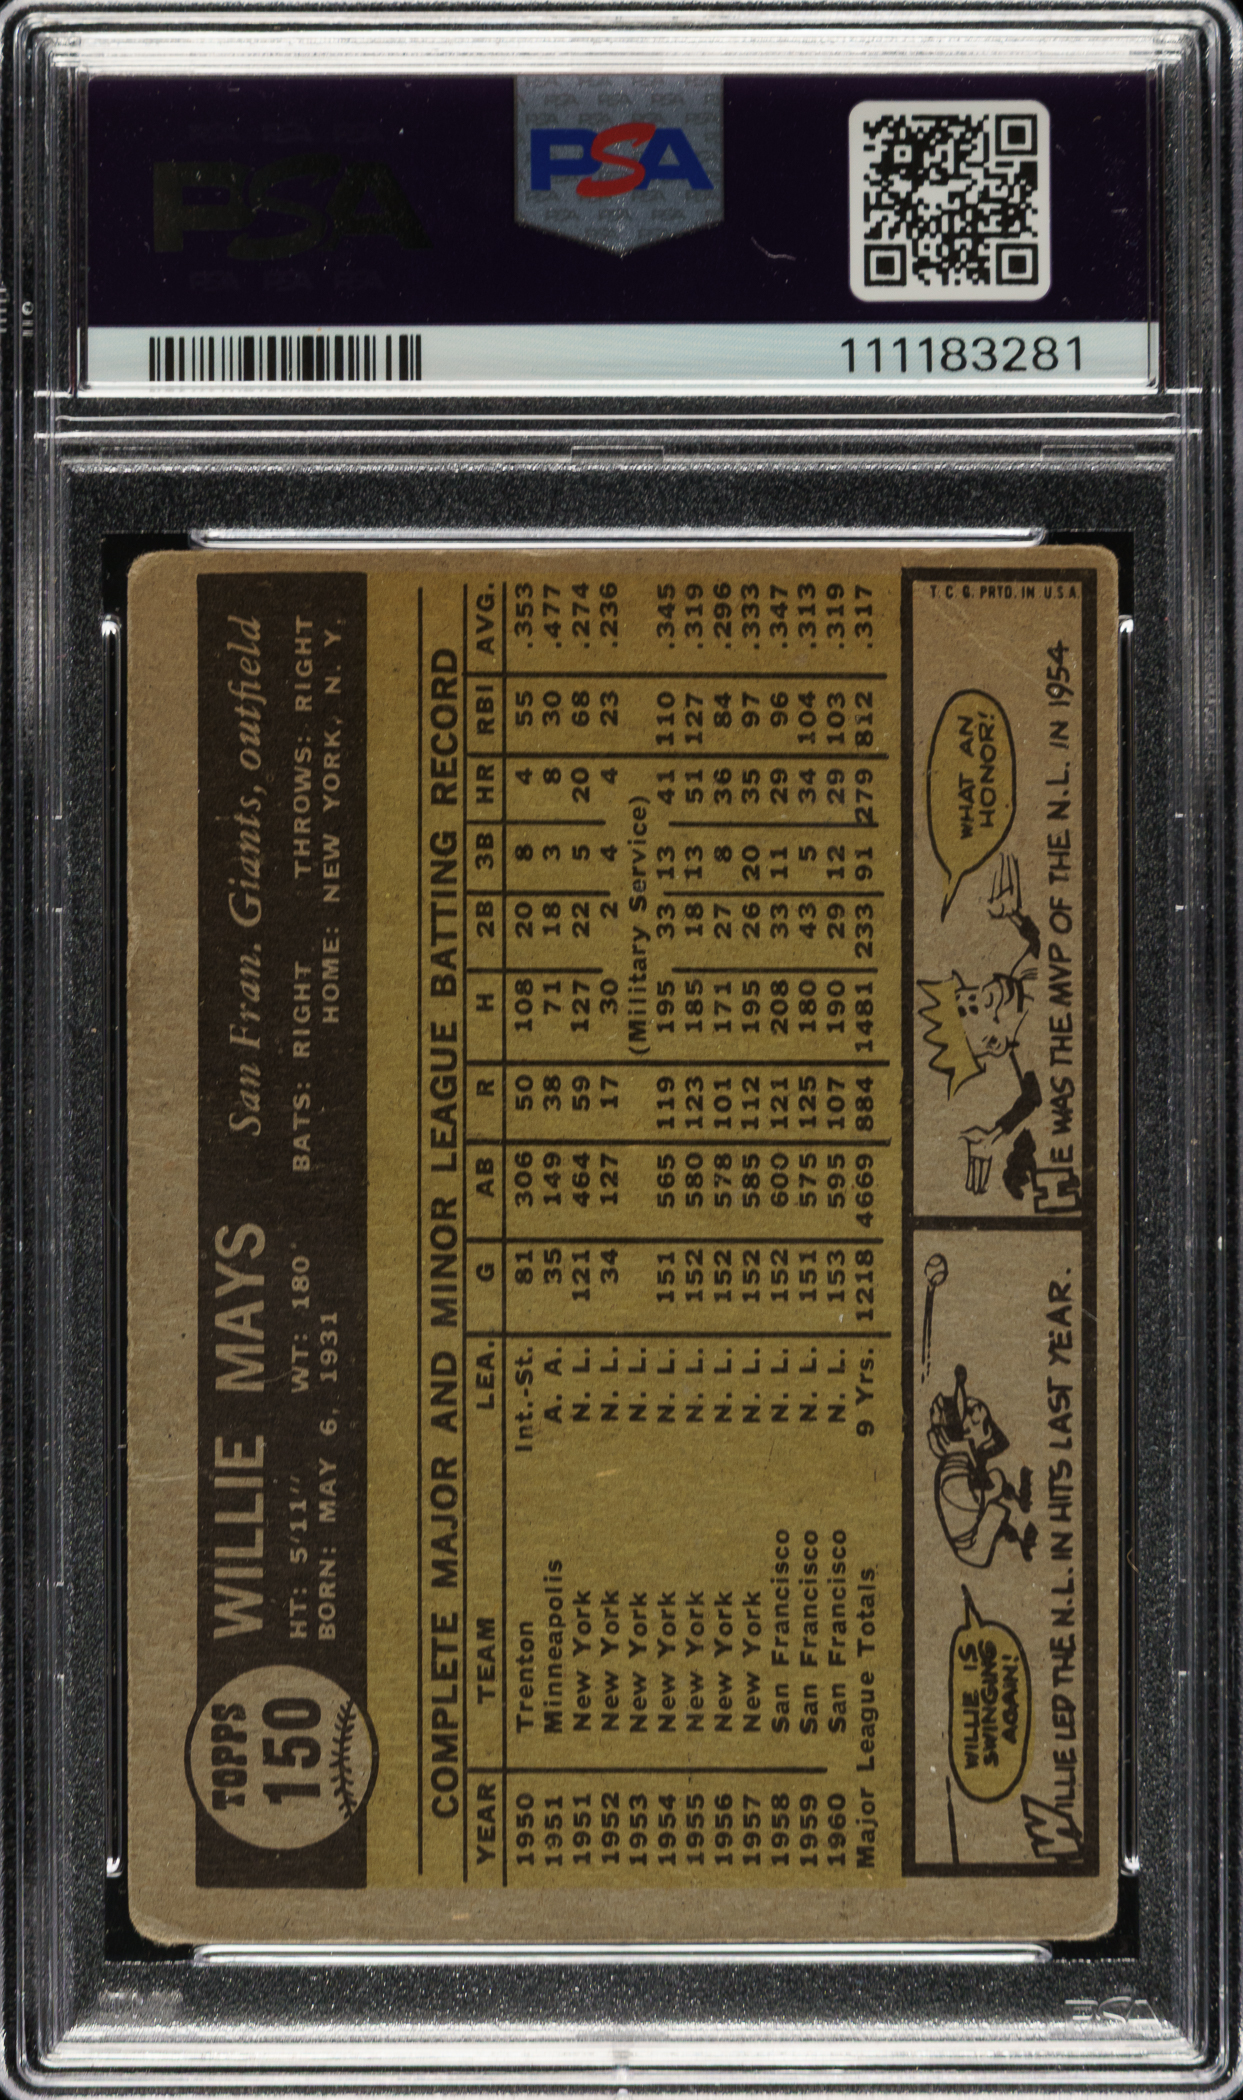 PSA
PSA
111183281
TOPPS
150
WILLIE MAYS San Fran. Giants, outfield
HT: 5'11" WT: 180 BATS: RIGHT THROWS: RIGHT
BORN: MAY 6, 1931 HOME: NEW YORK, N. Y.
COMPLETE MAJOR AND MINOR LEAGUE BATTING RECORD
YEAR TEAM LEA. G AB R H 2B 3B HR RBI AVG.
1950 Trenton Int.-St. 81 306 50 108 20 8 4 55 .353
1951 Minneapolis A. A. 35 149 38 71 18 3 8 30 .477
1951 New York N. L. 121 464 59 127 22 5 20 68 .274
1952 New York N. L. 34 127 17 30 2 4 4 23 .236
1953 New York N. L. (Military Service)
1954 New York N. L. 151 565 119 195 33 13 41 110 .345
1955 New York N. L. 152 580 123 185 18 13 51 127 .319
1956 New York N. L. 152 578 101 171 27 8 36 84 .296
1957 New York N. L. 152 585 112 195 26 20 35 97 .333
1958 San Francisco N. L. 152 600 121 208 33 11 29 96 .347
1959 San Francisco N. L. 151 575 125 180 43 5 34 104 .313
1960 San Francisco N. L. 153 595 107 190 29 12 29 103 .319
Major League Totals 9 Yrs. 1218 4669 884 1481 233 91 279 812 .317
WILLIE IS
SWINGING
AGAIN!
WILLIE LED THE N.L. IN HITS LAST YEAR.
WHAT AN
HONOR!
HE WAS THE MVP OF THE N.L. IN 1954
T. C. G. PRTD. IN U.S.A.
PSA